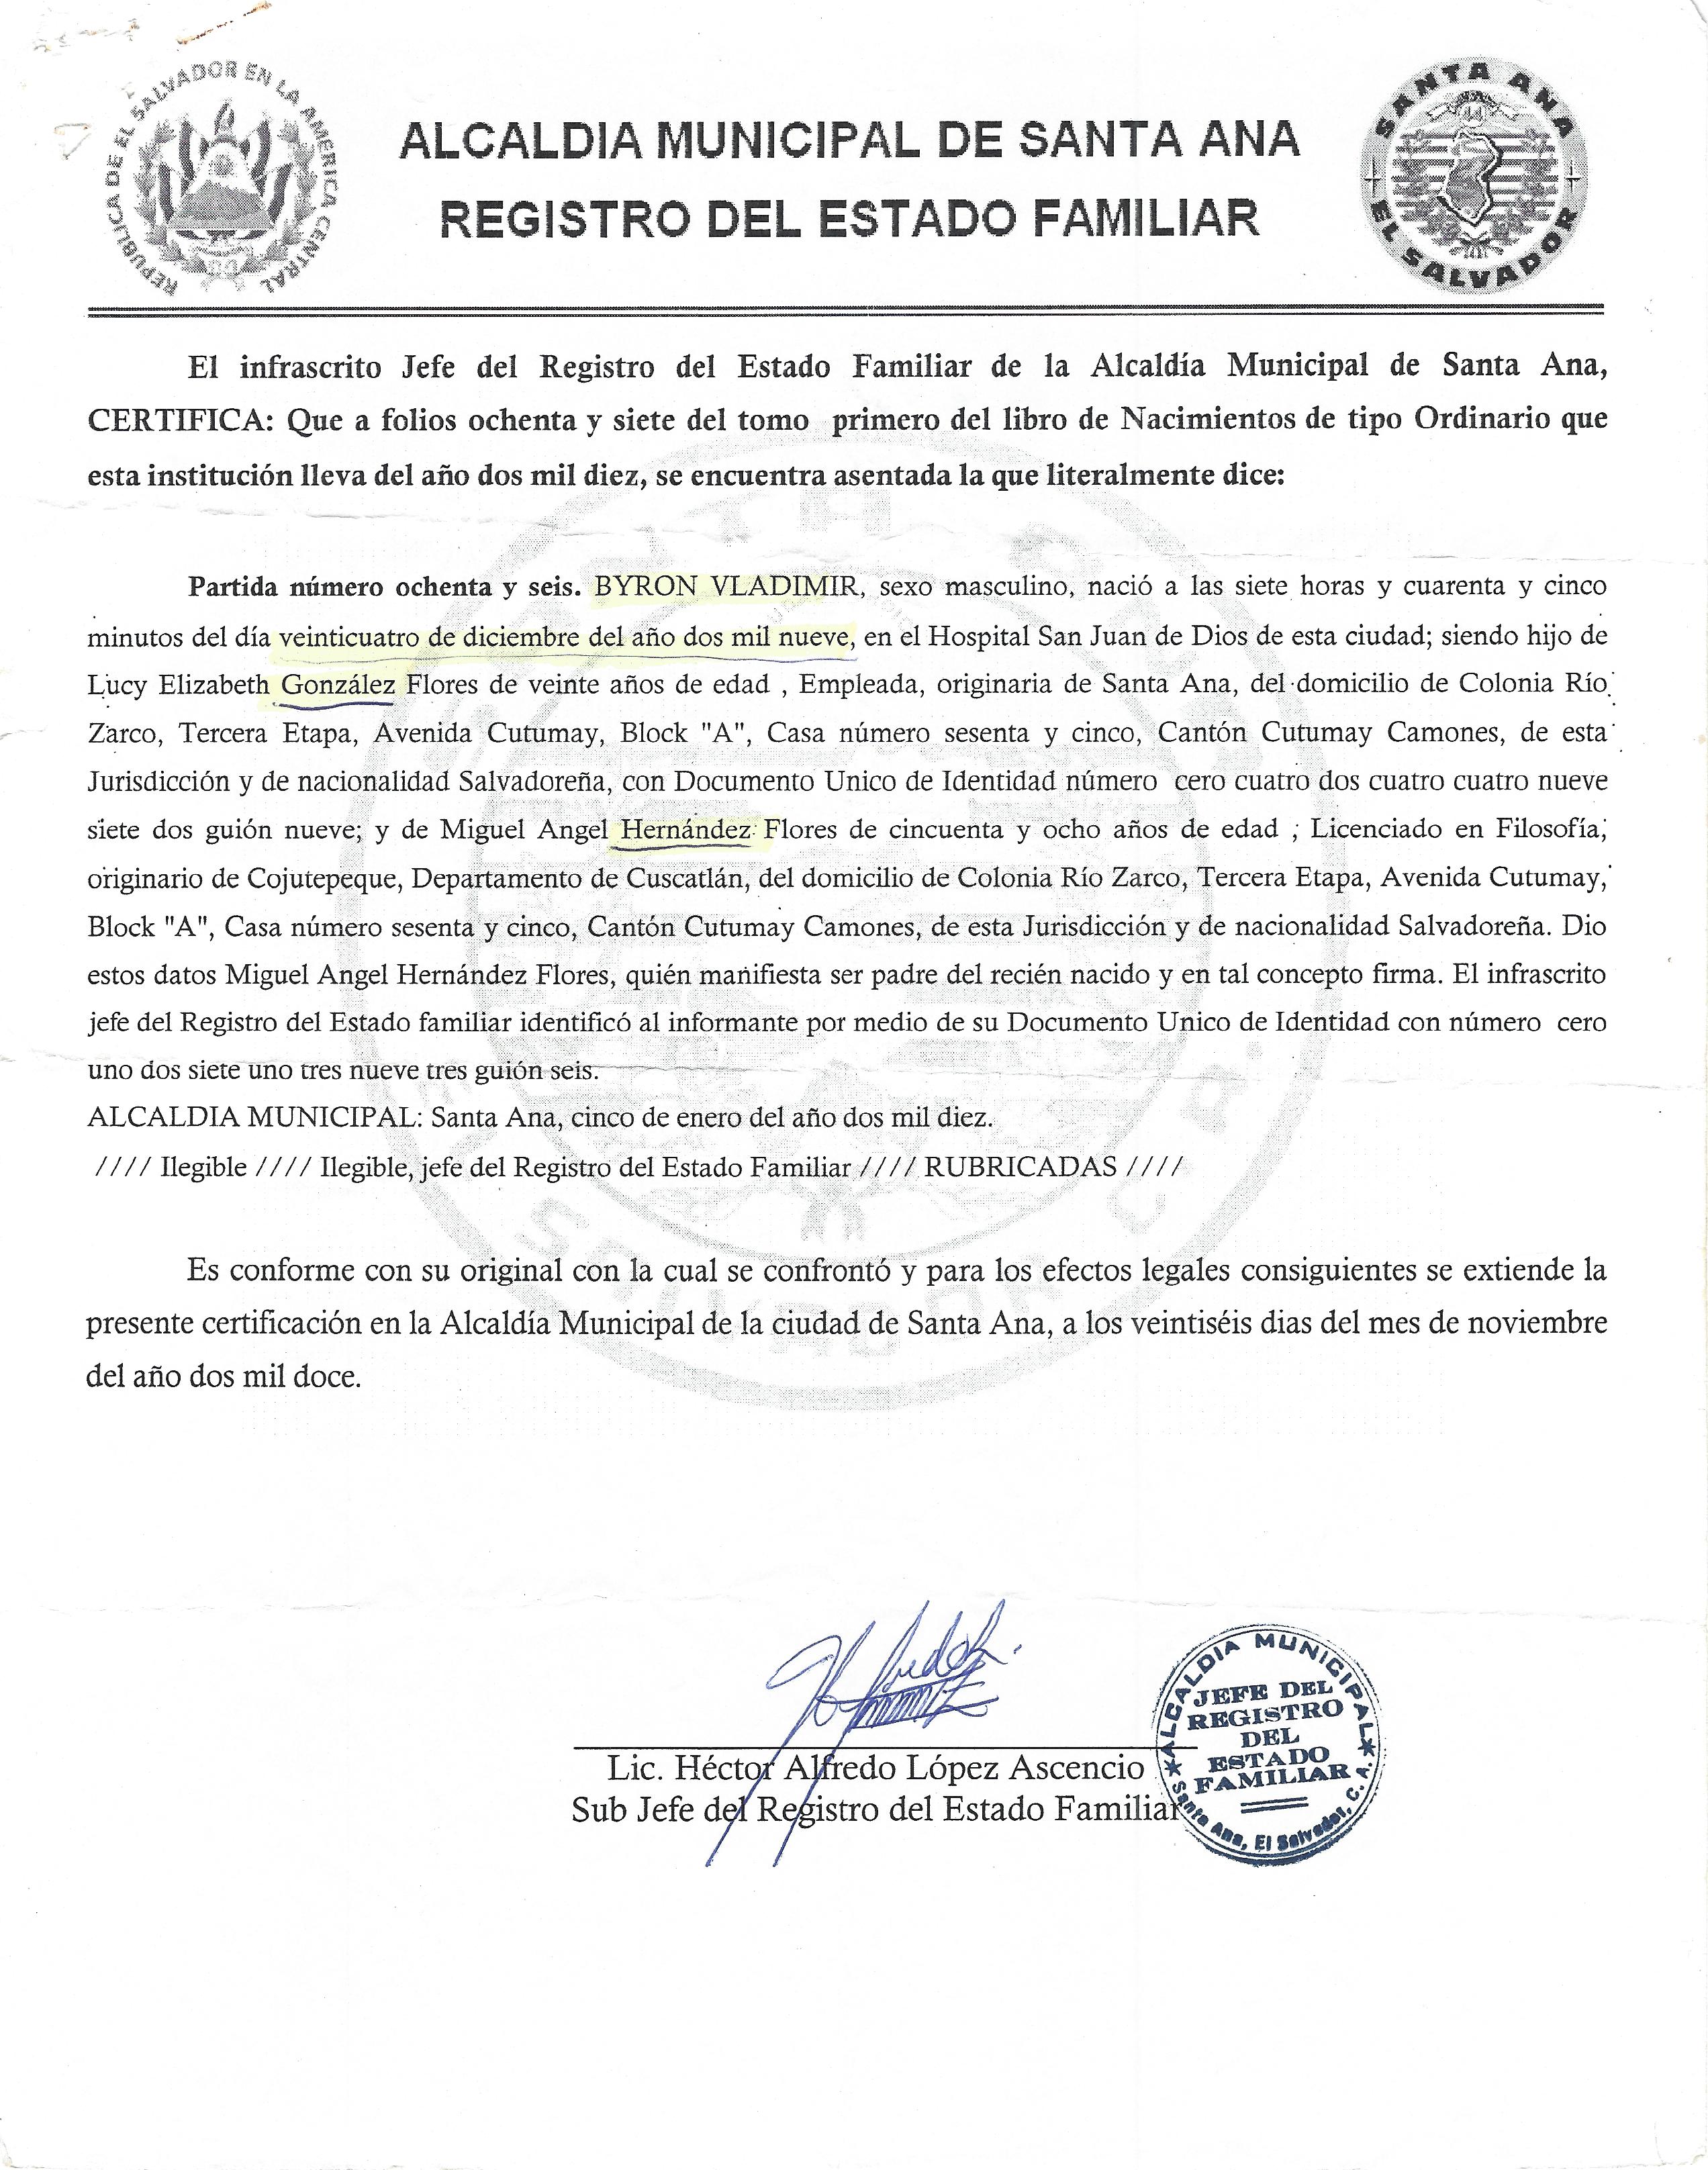 REPUBLICA DE EL SALVADOR EN LA AMERICA CENTRAL
SANTA ANA
EL SALVADOR
ALCALDIA MUNICIPAL DE SANTA ANA
REGISTRO DEL ESTADO FAMILIAR
El infrascrito Jefe del Registro del Estado Familiar de la Alcaldía Municipal de Santa Ana,
CERTIFICA: Que a folios ochenta y siete del tomo primero del libro de Nacimientos de tipo Ordinario que
esta institución lleva del año dos mil diez, se encuentra asentada la que literalmente dice:
Partida número ochenta y seis. BYRON VLADIMIR, sexo masculino, nació a las siete horas y cuarenta y cinco
minutos del día veinticuatro de diciembre del año dos mil nueve, en el Hospital San Juan de Dios de esta ciudad; siendo hijo de
Lucy Elizabeth González Flores de veinte años de edad , Empleada, originaria de Santa Ana, del domicilio de Colonia Río
Zarco, Tercera Etapa, Avenida Cutumay, Block "A", Casa número sesenta y cinco, Cantón Cutumay Camones, de esta
Jurisdicción y de nacionalidad Salvadoreña, con Documento Unico de Identidad número cero cuatro dos cuatro cuatro nueve
siete dos guión nueve; y de Miguel Angel Hernández Flores de cincuenta y ocho años de edad , Licenciado en Filosofía,
originario de Cojutepeque, Departamento de Cuscatlán, del domicilio de Colonia Río Zarco, Tercera Etapa, Avenida Cutumay,
Block "A", Casa número sesenta y cinco, Cantón Cutumay Camones, de esta Jurisdicción y de nacionalidad Salvadoreña. Dio
estos datos Miguel Angel Hernández Flores, quién manifiesta ser padre del recién nacido y en tal concepto firma. El infrascrito
jefe del Registro del Estado familiar identificó al informante por medio de su Documento Unico de Identidad con número cero
uno dos siete uno tres nueve tres guión seis.
ALCALDIA MUNICIPAL: Santa Ana, cinco de enero del año dos mil diez.
//// Ilegible //// Ilegible, jefe del Registro del Estado Familiar //// RUBRICADAS ////
Es conforme con su original con la cual se confrontó y para los efectos legales consiguientes se extiende la
presente certificación en la Alcaldía Municipal de la ciudad de Santa Ana, a los veintiséis dias del mes de noviembre
del año dos mil doce.
Lic. Héctor Alfredo López Ascencio
Sub Jefe del Registro del Estado Familiar
ALCALDIA MUNICIPAL
JEFE DEL
REGISTRO
DEL
ESTADO
FAMILIAR
Santa Ana, El Salvador, C. A.